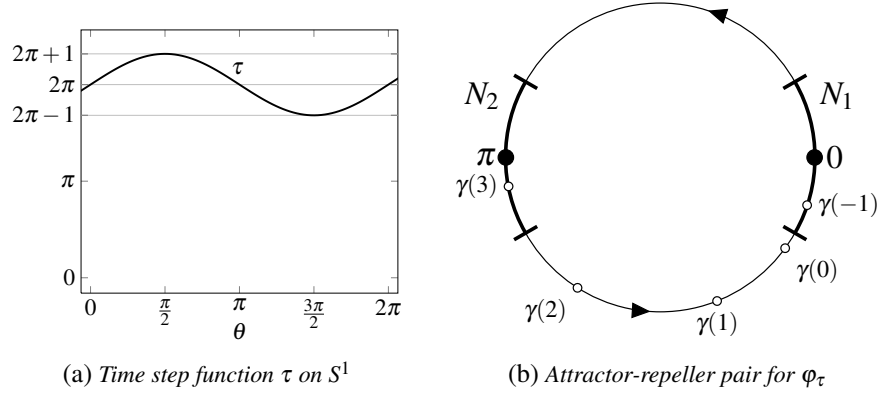 2π+1
2π
2π−1
π
0
τ
0
π/2
π
3π/2
2π
θ
(a) Time step function τ on S¹
N₂
N₁
π
0
γ(3)
γ(−1)
γ(0)
γ(2)
γ(1)
(b) Attractor-repeller pair for φ_τ